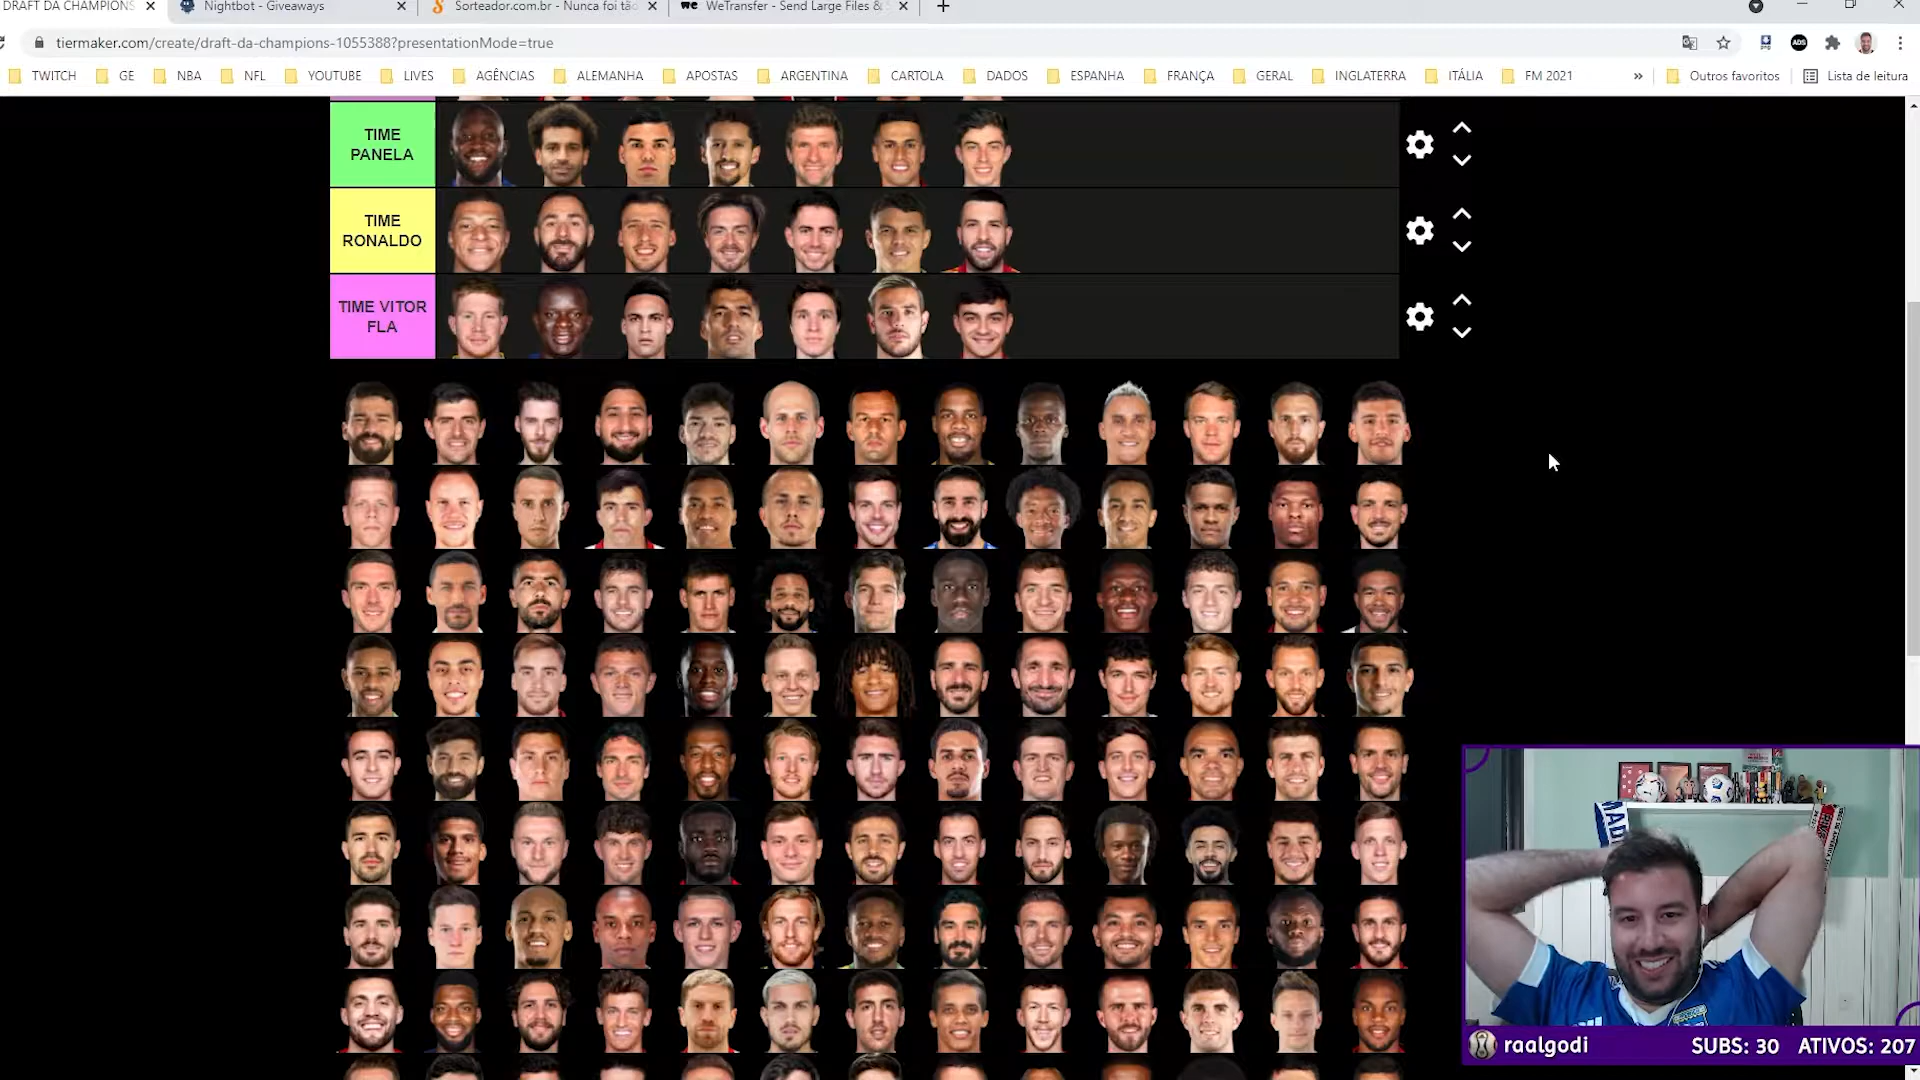 DRAFT DA CHAMPIONS
Nightbot - Giveaways
Sorteador.com.br - Nunca foi tão
we WeTransfer - Send Large Files &
tiermaker.com/create/draft-da-champions-1055388?presentationMode=true
ADS
TWITCH GE NBA NFL YOUTUBE LIVES AGÊNCIAS ALEMANHA APOSTAS ARGENTINA CARTOLA DADOS ESPANHA FRANÇA GERAL INGLATERRA ITÁLIA FM 2021 » Outros favoritos Lista de leitura
TIME
PANELA
TIME
RONALDO
TIME VITOR
FLA
raalgodi SUBS: 30 ATIVOS: 207